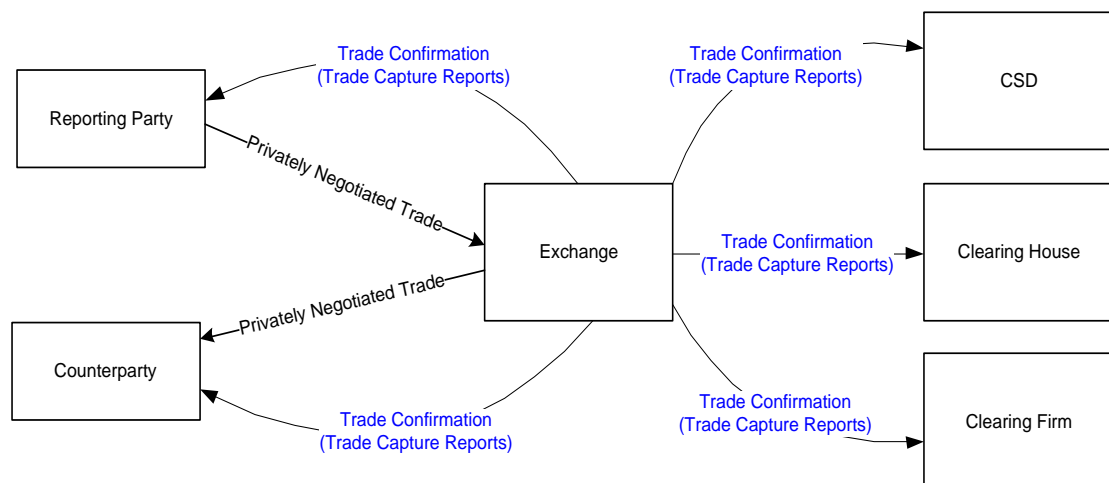 Trade Confirmation
(Trade Capture Reports)
Trade Confirmation
(Trade Capture Reports)
CSD
Reporting Party
Privately Negotiated Trade
Exchange
Trade Confirmation
(Trade Capture Reports)
Clearing House
Privately Negotiated Trade
Counterparty
Trade Confirmation
(Trade Capture Reports)
Trade Confirmation
(Trade Capture Reports)
Clearing Firm